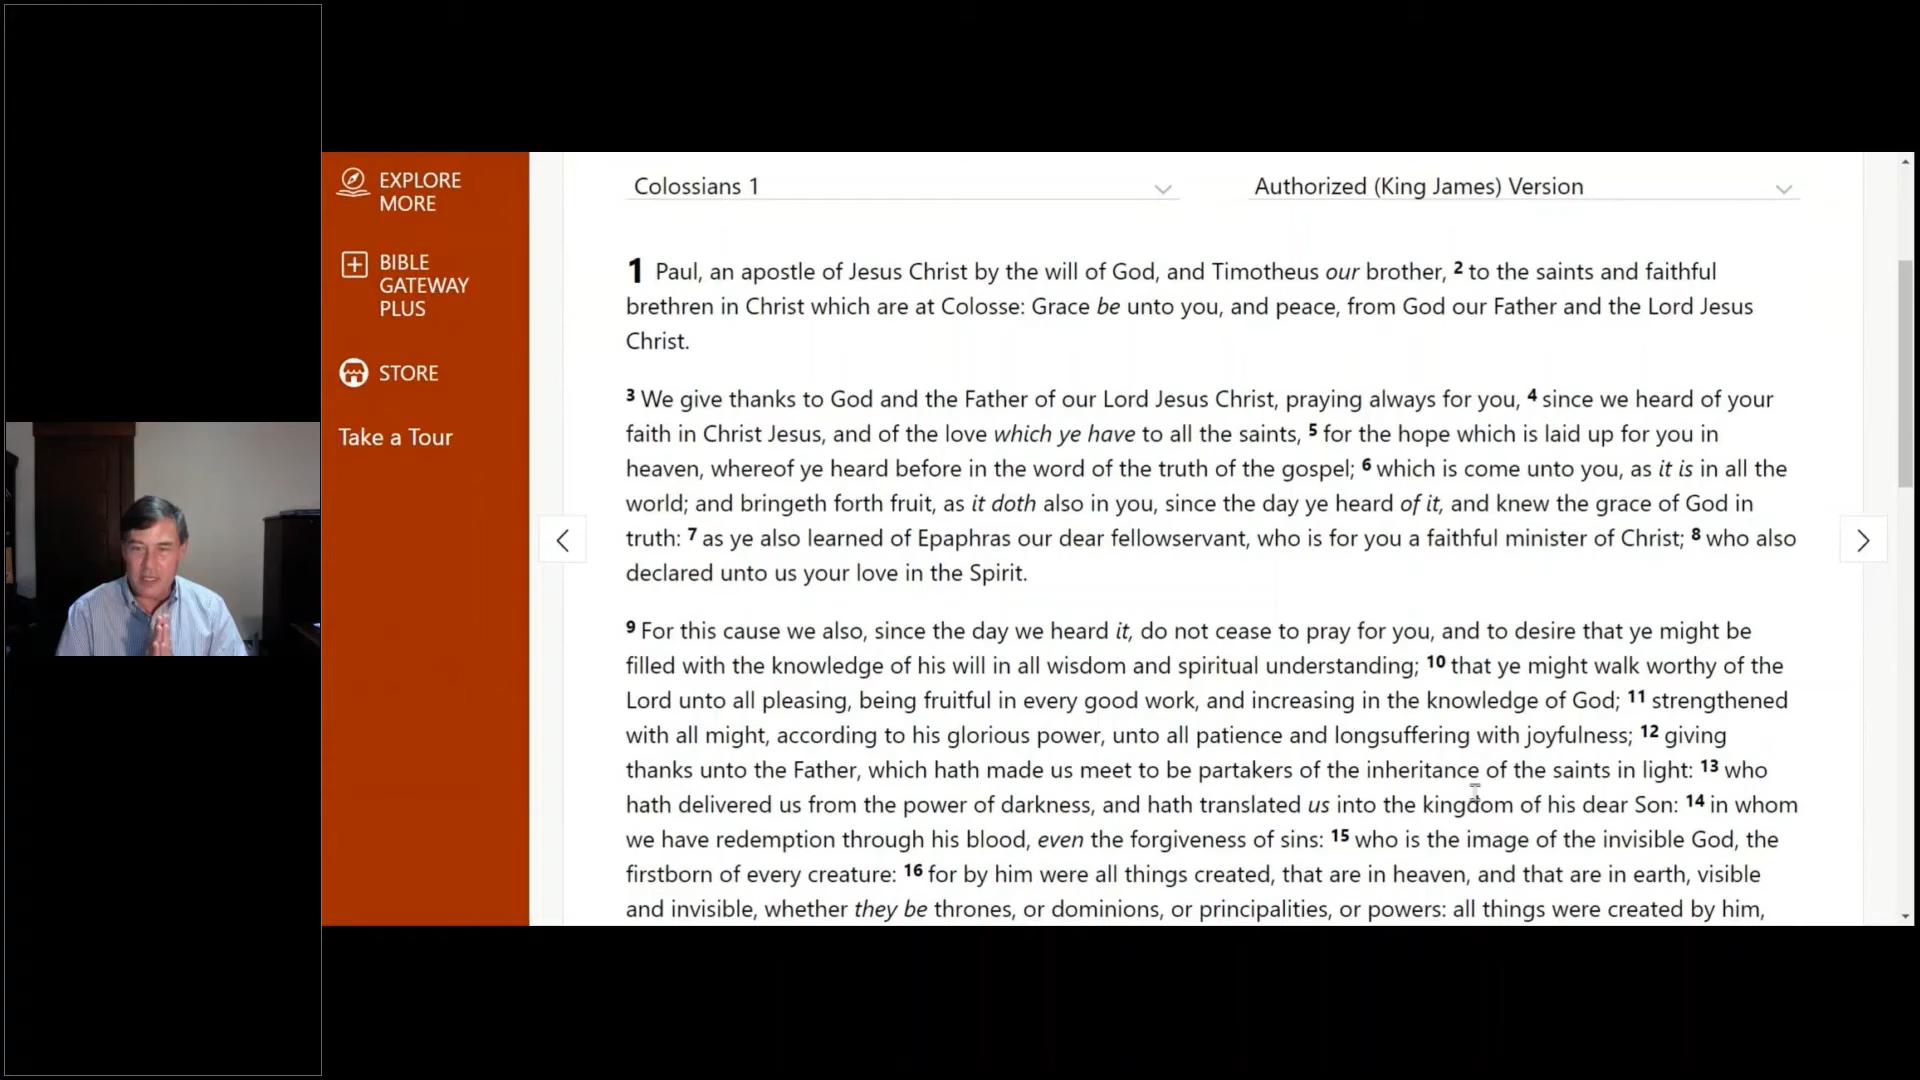 EXPLORE
MORE
BIBLE
GATEWAY
PLUS
STORE
Take a Tour
Colossians 1
Authorized (King James) Version
1 Paul, an apostle of Jesus Christ by the will of God, and Timotheus our brother, 2 to the saints and faithful
brethren in Christ which are at Colosse: Grace be unto you, and peace, from God our Father and the Lord Jesus
Christ.
3 We give thanks to God and the Father of our Lord Jesus Christ, praying always for you, 4 since we heard of your
faith in Christ Jesus, and of the love which ye have to all the saints, 5 for the hope which is laid up for you in
heaven, whereof ye heard before in the word of the truth of the gospel; 6 which is come unto you, as it is in all the
world; and bringeth forth fruit, as it doth also in you, since the day ye heard of it, and knew the grace of God in
truth: 7 as ye also learned of Epaphras our dear fellowservant, who is for you a faithful minister of Christ; 8 who also
declared unto us your love in the Spirit.
9 For this cause we also, since the day we heard it, do not cease to pray for you, and to desire that ye might be
filled with the knowledge of his will in all wisdom and spiritual understanding; 10 that ye might walk worthy of the
Lord unto all pleasing, being fruitful in every good work, and increasing in the knowledge of God; 11 strengthened
with all might, according to his glorious power, unto all patience and longsuffering with joyfulness; 12 giving
thanks unto the Father, which hath made us meet to be partakers of the inheritance of the saints in light: 13 who
hath delivered us from the power of darkness, and hath translated us into the kingdom of his dear Son: 14 in whom
we have redemption through his blood, even the forgiveness of sins: 15 who is the image of the invisible God, the
firstborn of every creature: 16 for by him were all things created, that are in heaven, and that are in earth, visible
and invisible, whether they be thrones, or dominions, or principalities, or powers: all things were created by him,